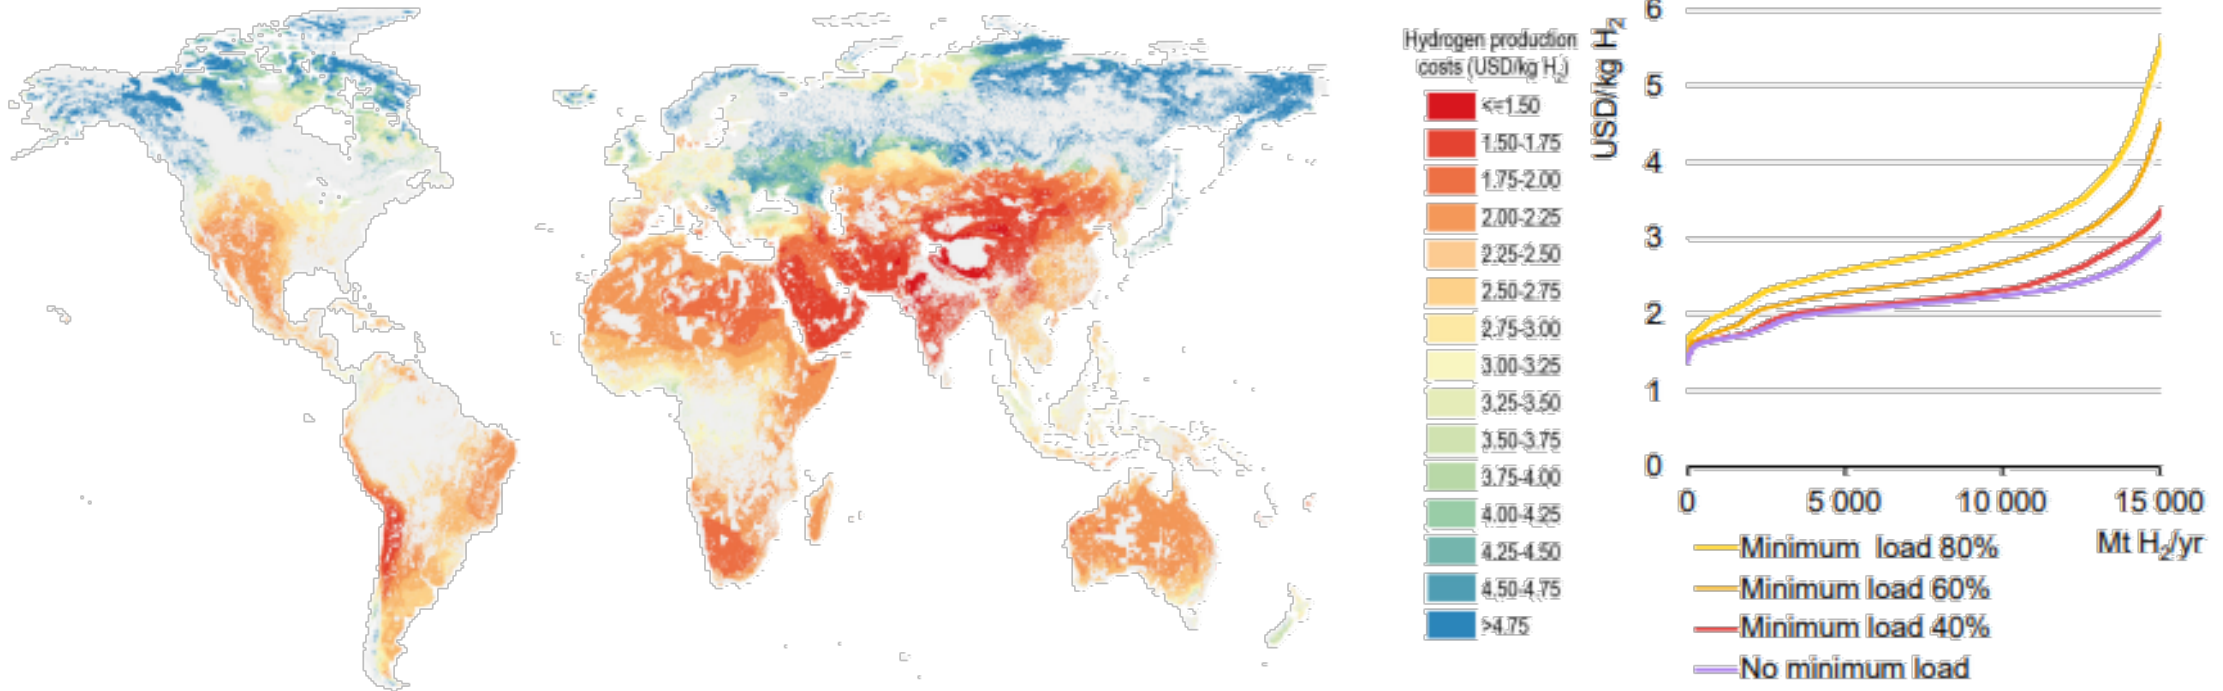 Hydrogen production
costs (USD/kg H₂)
<=1.50
1.50-1.75
1.75-2.00
2.00-2.25
2.25-2.50
2.50-2.75
2.75-3.00
3.00-3.25
3.25-3.50
3.50-3.75
3.75-4.00
4.00-4.25
4.25-4.50
4.50-4.75
>4.75
USD/kg H₂
6
5
4
3
2
1
0
0 5 000 10 000 15 000
Mt H₂/yr
Minimum load 80%
Minimum load 60%
Minimum load 40%
No minimum load